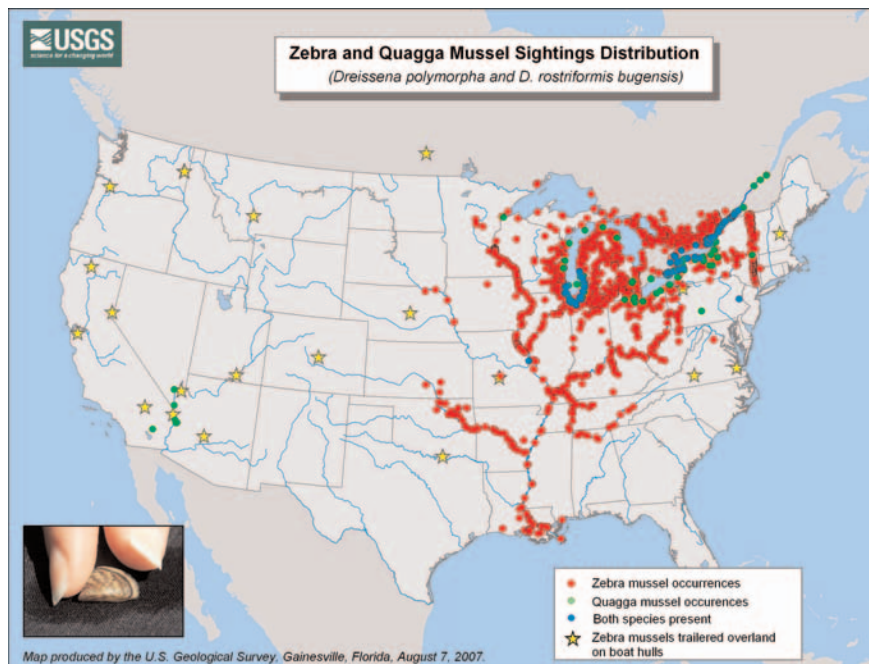 USGS
science for a changing world
Zebra and Quagga Mussel Sightings Distribution
(Dreissena polymorpha and D. rostriformis bugensis)
Zebra mussel occurrences
Quagga mussel occurences
Both species present
Zebra mussels trailered overland
on boat hulls
Map produced by the U.S. Geological Survey, Gainesville, Florida, August 7, 2007.